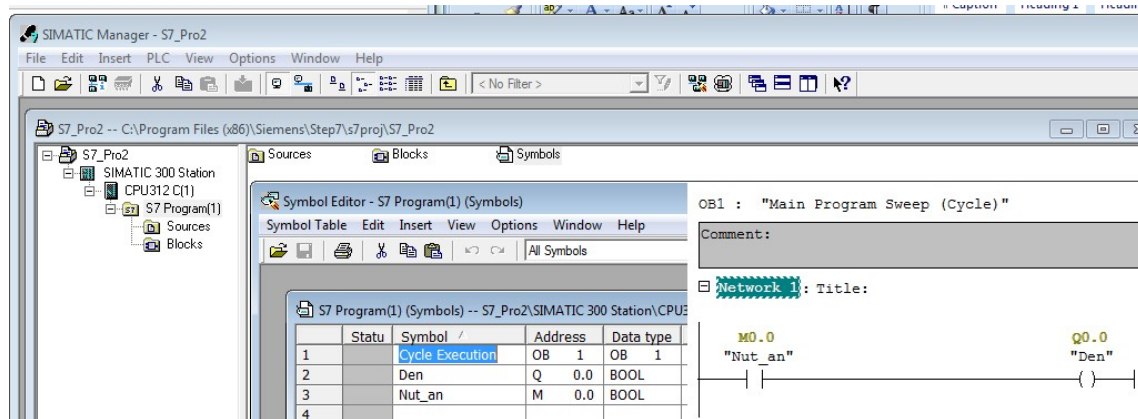 SIMATIC Manager - S7_Pro2
File Edit Insert PLC View Options Window Help
< No Filter >
S7_Pro2 -- C:\Program Files (x86)\Siemens\Step7\s7proj\S7_Pro2
S7_Pro2
SIMATIC 300 Station
CPU312 C(1)
S7 Program(1)
Sources
Blocks
Sources Blocks Symbols
Symbol Editor - S7 Program(1) (Symbols)
Symbol Table Edit Insert View Options Window Help
All Symbols
S7 Program(1) (Symbols) -- S7_Pro2\SIMATIC 300 Station\CPU3
Statu Symbol Address Data type
1 Cycle Execution OB 1 OB 1
2 Den Q 0.0 BOOL
3 Nut_an M 0.0 BOOL
4
OB1 : "Main Program Sweep (Cycle)"
Comment:
Network 1: Title:
M0.0 Q0.0
"Nut_an" "Den"